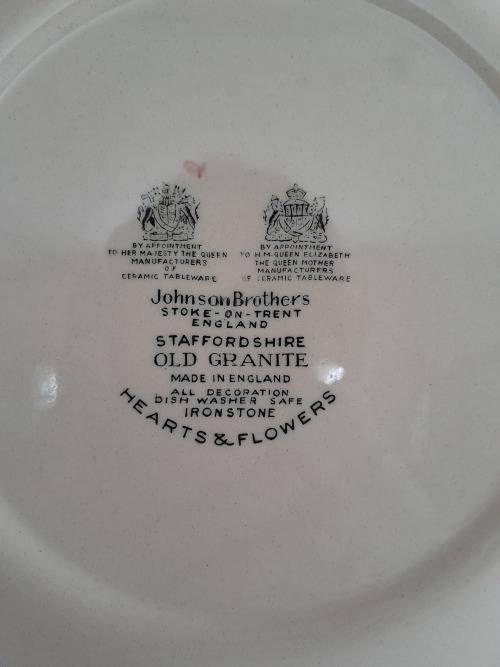 BY APPOINTMENT
TO HER MAJESTY THE QUEEN
MANUFACTURERS
OF
CERAMIC TABLEWARE
BY APPOINTMENT
TO H.M. QUEEN ELIZABETH
THE QUEEN MOTHER
MANUFACTURERS
OF CERAMIC TABLEWARE
Johnson Brothers
STOKE-ON-TRENT
ENGLAND
STAFFORDSHIRE
OLD GRANITE
MADE IN ENGLAND
ALL DECORATION
DISH WASHER SAFE
IRONSTONE
HEARTS & FLOWERS